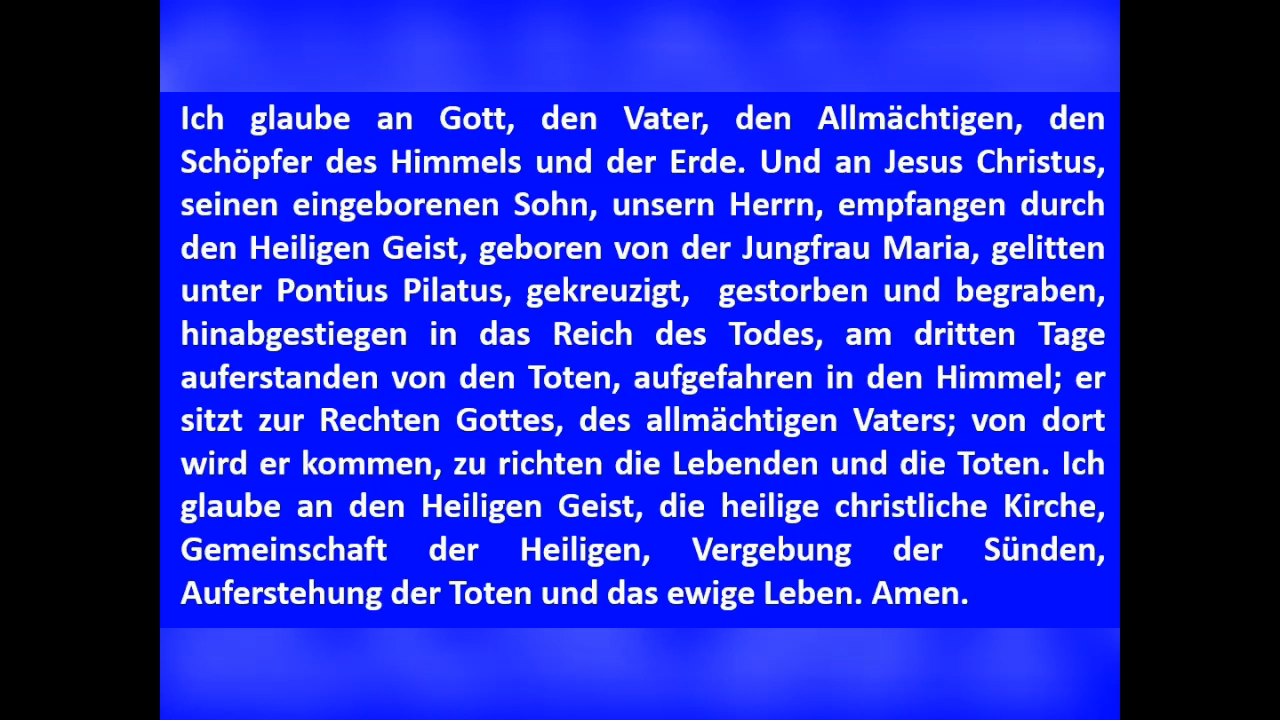 Ich glaube an Gott, den Vater, den Allmächtigen, den
Schöpfer des Himmels und der Erde. Und an Jesus Christus,
seinen eingeborenen Sohn, unsern Herrn, empfangen durch
den Heiligen Geist, geboren von der Jungfrau Maria, gelitten
unter Pontius Pilatus, gekreuzigt,  gestorben und begraben,
hinabgestiegen in das Reich des Todes, am dritten Tage
auferstanden von den Toten, aufgefahren in den Himmel; er
sitzt zur Rechten Gottes, des allmächtigen Vaters; von dort
wird er kommen, zu richten die Lebenden und die Toten. Ich
glaube an den Heiligen Geist, die heilige christliche Kirche,
Gemeinschaft der Heiligen, Vergebung der Sünden,
Auferstehung der Toten und das ewige Leben. Amen.